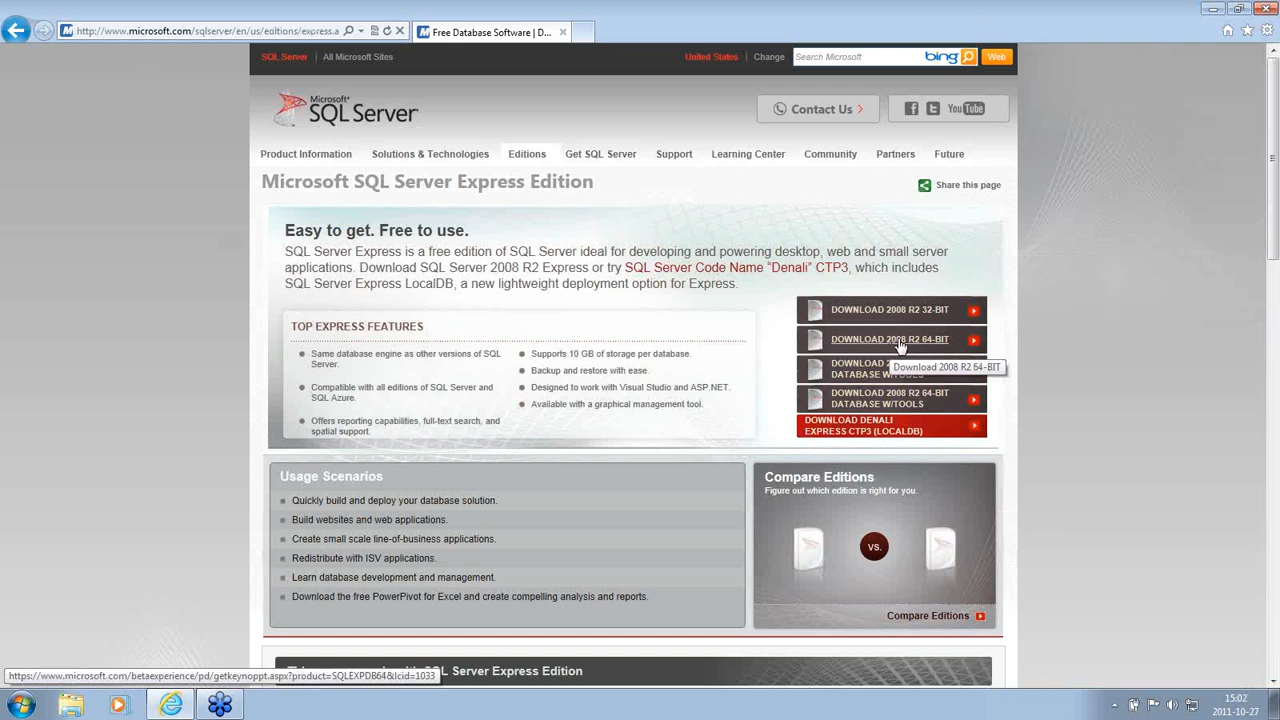 http://www.microsoft.com/sqlserver/en/us/editions/express.a
Free Database Software | D...
SQL Server
All Microsoft Sites
United States
Change
Search Microsoft
bing
Web
Microsoft®
SQL Server
Contact Us
YouTube
Product Information
Solutions & Technologies
Editions
Get SQL Server
Support
Learning Center
Community
Partners
Future
Microsoft SQL Server Express Edition
Share this page
Easy to get. Free to use.
SQL Server Express is a free edition of SQL Server ideal for developing and powering desktop, web and small server
applications. Download SQL Server 2008 R2 Express or try SQL Server Code Name “Denali” CTP3, which includes
SQL Server Express LocalDB, a new lightweight deployment option for Express.
TOP EXPRESS FEATURES
Same database engine as other versions of SQL
Server.
Compatible with all editions of SQL Server and
SQL Azure.
Offers reporting capabilities, full-text search, and
spatial support.
Supports 10 GB of storage per database.
Backup and restore with ease.
Designed to work with Visual Studio and ASP.NET.
Available with a graphical management tool.
DOWNLOAD 2008 R2 32-BIT
DOWNLOAD 2008 R2 64-BIT
Download 2008 R2 64-BIT
DOWNLOAD 2
DATABASE W/TOOLS
DOWNLOAD 2008 R2 64-BIT
DATABASE W/TOOLS
DOWNLOAD DENALI
EXPRESS CTP3 (LOCALDB)
Usage Scenarios
Quickly build and deploy your database solution.
Build websites and web applications.
Create small scale line-of-business applications.
Redistribute with ISV applications.
Learn database development and management.
Download the free PowerPivot for Excel and create compelling analysis and reports.
Compare Editions
Figure out which edition is right for you.
VS.
Compare Editions
SQL Server Express Edition
https://www.microsoft.com/betaexperience/pd/getkeynoppt.aspx?product=SQLEXPDB64&lcid=1033
15:02
2011-10-27